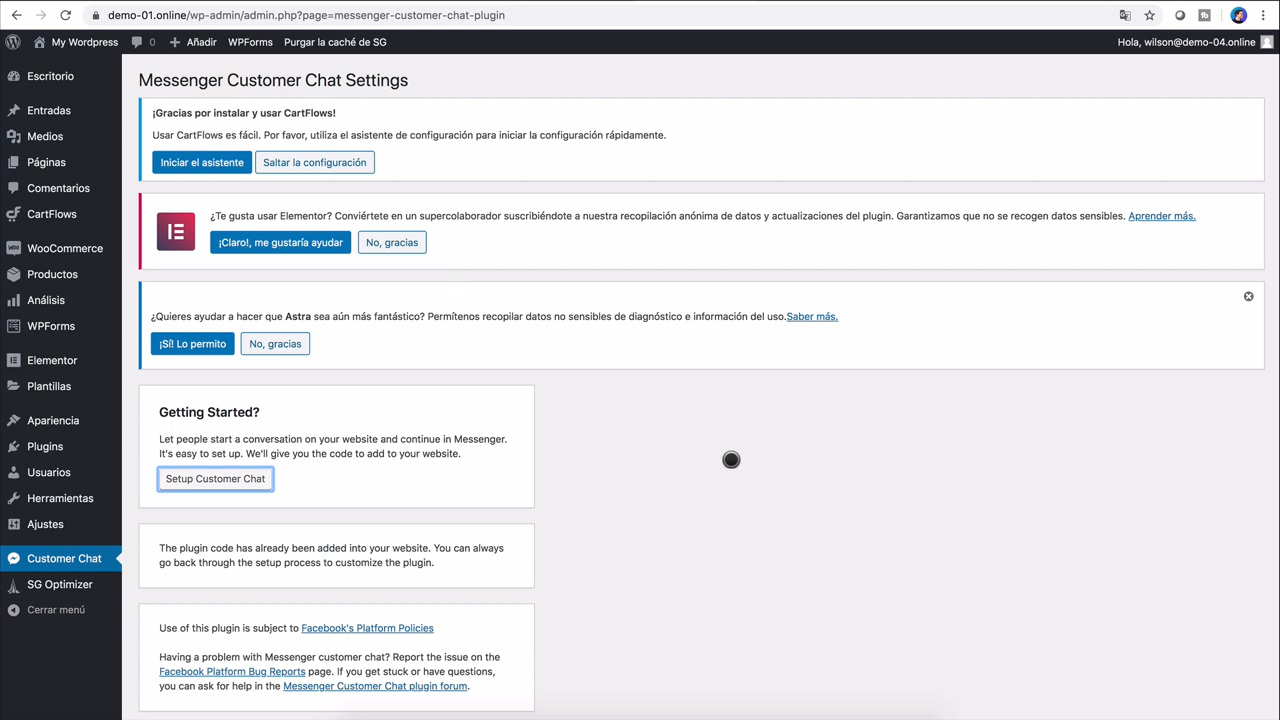 demo-01.online/wp-admin/admin.php?page=messenger-customer-chat-plugin
My Wordpress
0
Añadir
WPForms
Purgar la caché de SG
Hola, wilson@demo-04.online
Escritorio
Entradas
Medios
Páginas
Comentarios
CartFlows
WooCommerce
Productos
Análisis
WPForms
Elementor
Plantillas
Apariencia
Plugins
Usuarios
Herramientas
Ajustes
Customer Chat
SG Optimizer
Cerrar menú
Messenger Customer Chat Settings
¡Gracias por instalar y usar CartFlows!
Usar CartFlows es fácil. Por favor, utiliza el asistente de configuración para iniciar la configuración rápidamente.
Iniciar el asistente
Saltar la configuración
¿Te gusta usar Elementor? Conviértete en un supercolaborador suscribiéndote a nuestra recopilación anónima de datos y actualizaciones del plugin. Garantizamos que no se recogen datos sensibles. Aprender más.
¡Claro!, me gustaría ayudar
No, gracias
¿Quieres ayudar a hacer que Astra sea aún más fantástico? Permítenos recopilar datos no sensibles de diagnóstico e información del uso.Saber más.
¡Sí! Lo permito
No, gracias
Getting Started?
Let people start a conversation on your website and continue in Messenger.
It's easy to set up. We'll give you the code to add to your website.
Setup Customer Chat
The plugin code has already been added into your website. You can always
go back through the setup process to customize the plugin.
Use of this plugin is subject to Facebook's Platform Policies
Having a problem with Messenger customer chat? Report the issue on the
Facebook Platform Bug Reports page. If you get stuck or have questions,
you can ask for help in the Messenger Customer Chat plugin forum.